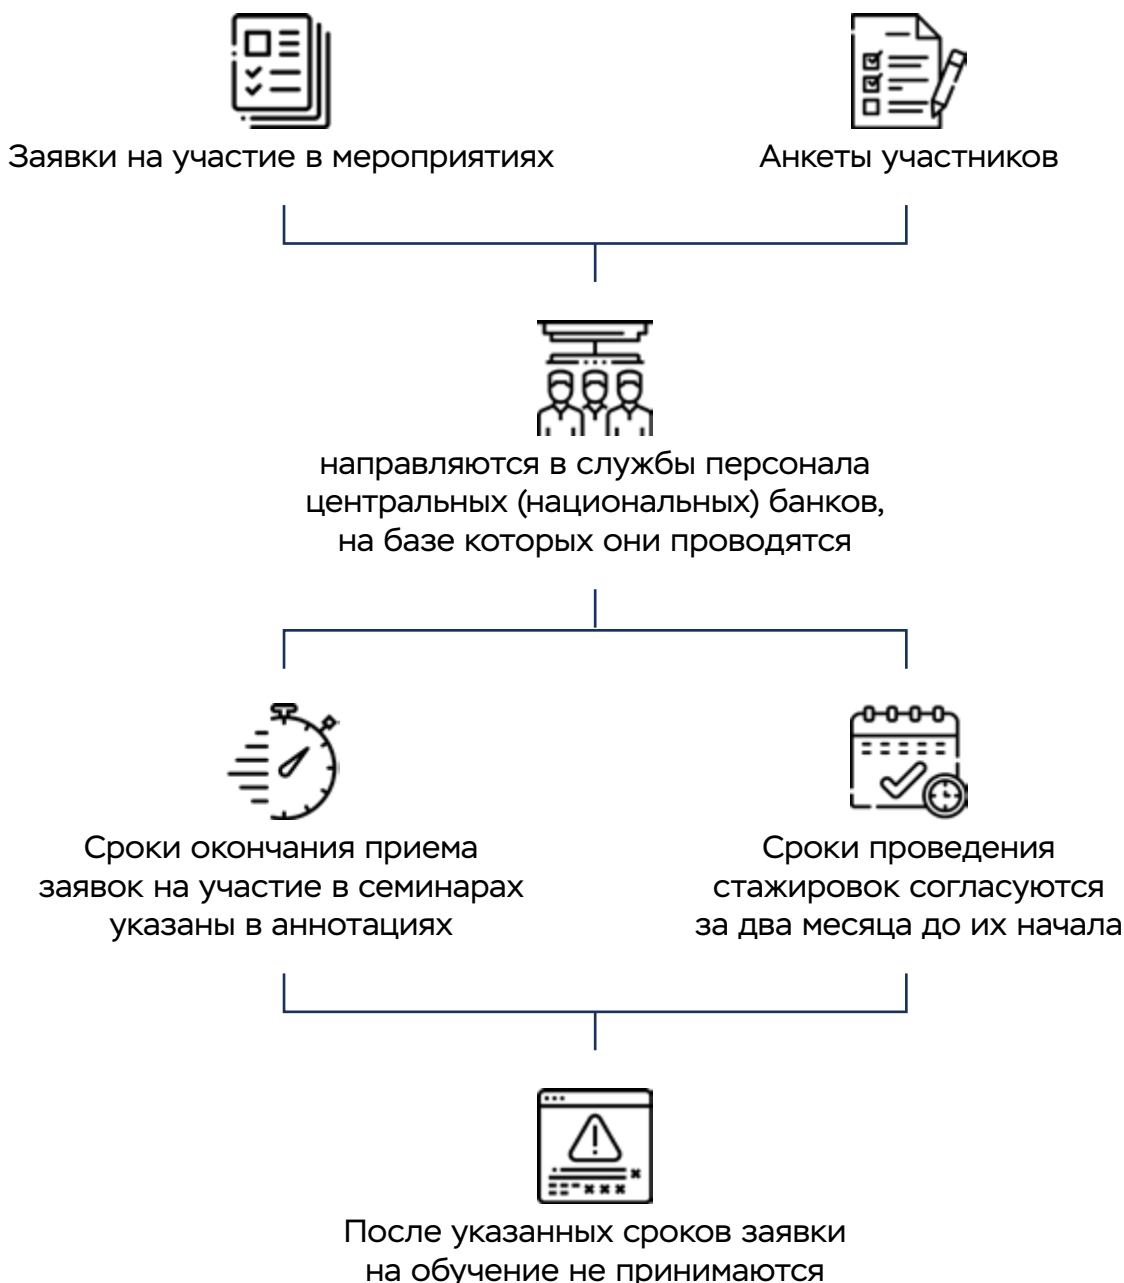 Заявки на участие в мероприятиях
Анкеты участников
направляются в службы персонала
центральных (национальных) банков,
на базе которых они проводятся
Сроки окончания приема
заявок на участие в семинарах
указаны в аннотациях
Сроки проведения
стажировок согласуются
за два месяца до их начала
После указанных сроков заявки
на обучение не принимаются